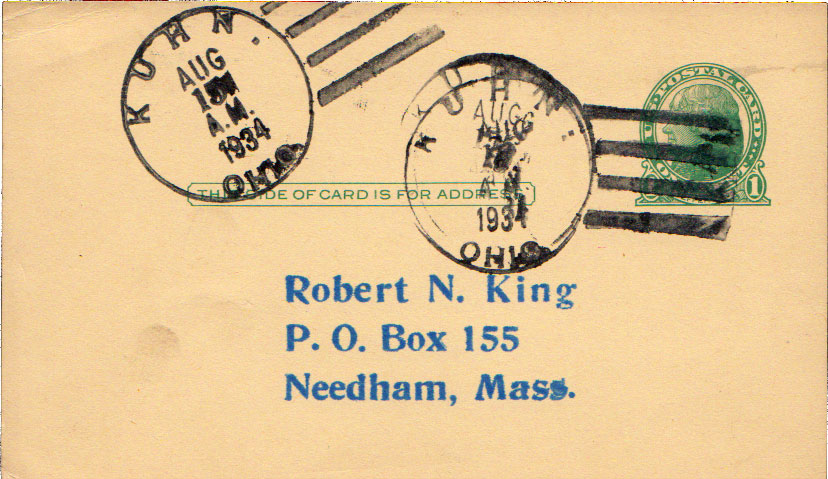 KUHN.
AUG
A.M.
1934
OHIO
KUHN.
AUG
1934
OHIO
U.S. POSTAL CARD
1
THIS SIDE OF CARD IS FOR ADDRESS
Robert N. King
P. O. Box 155
Needham, Mass.